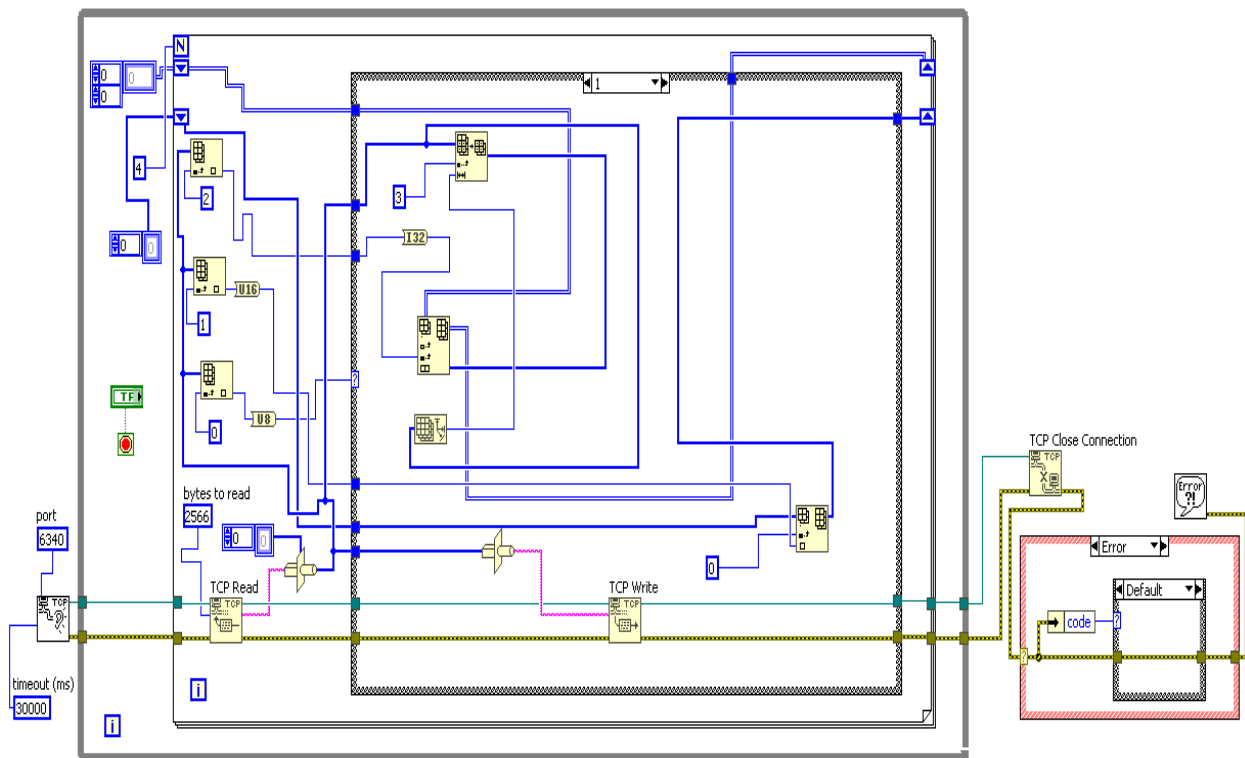 N
1
0
0
0
4
2
3
0
0
I32
U16
1
U8
?
0
TF
TCP Close Connection
bytes to read
2566
Error
?!
port
6340
0
0
0
Error
TCP Read
TCP Write
Default
TCP
TCP
TCP
TCP
code
?
?
timeout (ms)
30000
i
i